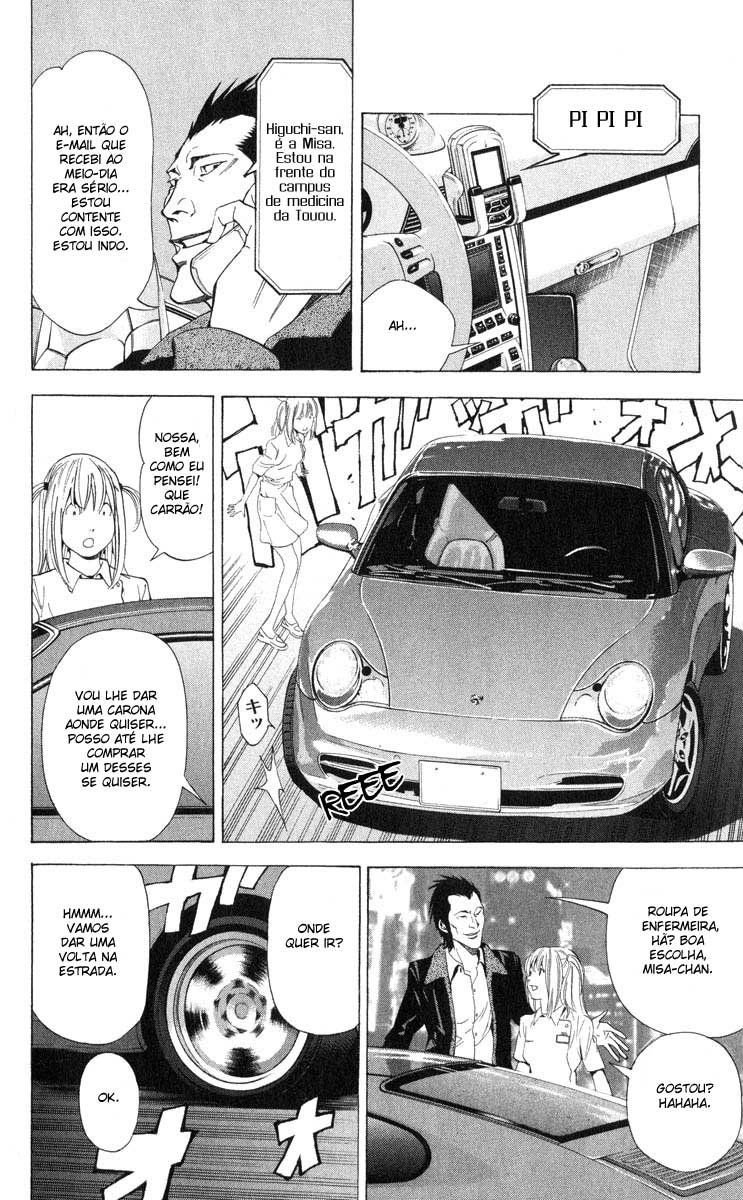 PI PI PI
AH...
Higuchi-san,
é a Misa.
Estou na
frente do
campus
de medicina
da Touou.
AH, ENTÃO O
E-MAIL QUE
RECEBI AO
MEIO-DIA
ERA SÉRIO...
ESTOU
CONTENTE
COM ISSO.
ESTOU INDO.
キッ
REEE
NOSSA,
BEM
COMO EU
PENSEI!
QUE
CARRÃO!
VOU LHE DAR
UMA CARONA
AONDE QUISER...
POSSO ATÉ LHE
COMPRAR
UM DESSES
SE QUISER.
ROUPA DE
ENFERMEIRA,
HÃ? BOA
ESCOLHA,
MISA-CHAN.
GOSTOU?
HAHAHA.
ONDE
QUER IR?
HMMM...
VAMOS
DAR UMA
VOLTA NA
ESTRADA.
OK.